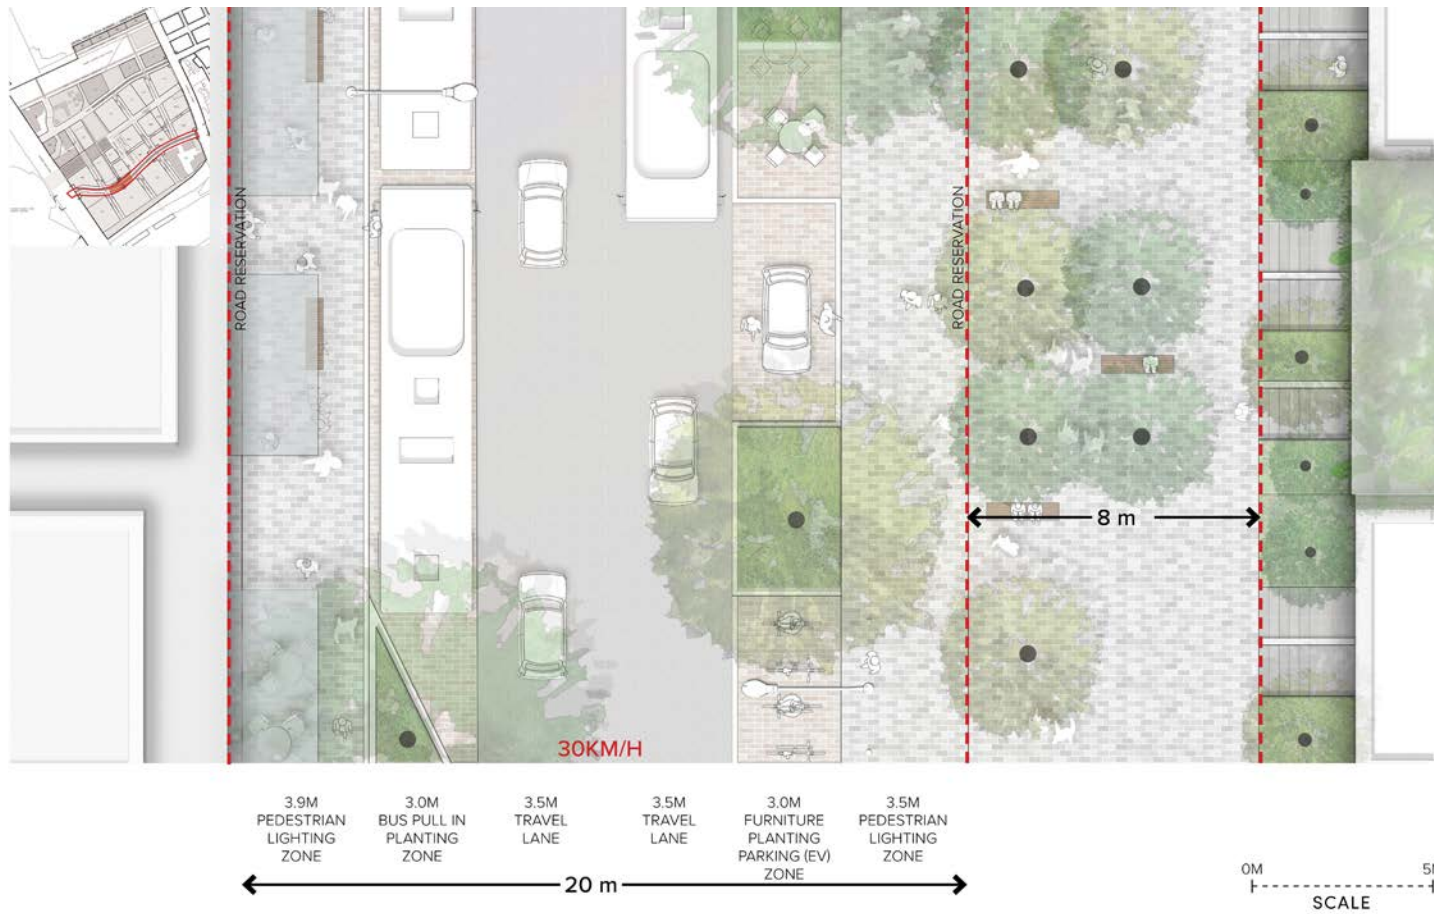 ROAD RESERVATION
ROAD RESERVATION
8 m
30KM/H
3.9M
PEDESTRIAN
LIGHTING
ZONE
3.0M
BUS PULL IN
PLANTING
ZONE
3.5M
TRAVEL
LANE
3.5M
TRAVEL
LANE
3.0M
FURNITURE
PLANTING
PARKING (EV)
ZONE
3.5M
PEDESTRIAN
LIGHTING
ZONE
20 m
0M
SCALE